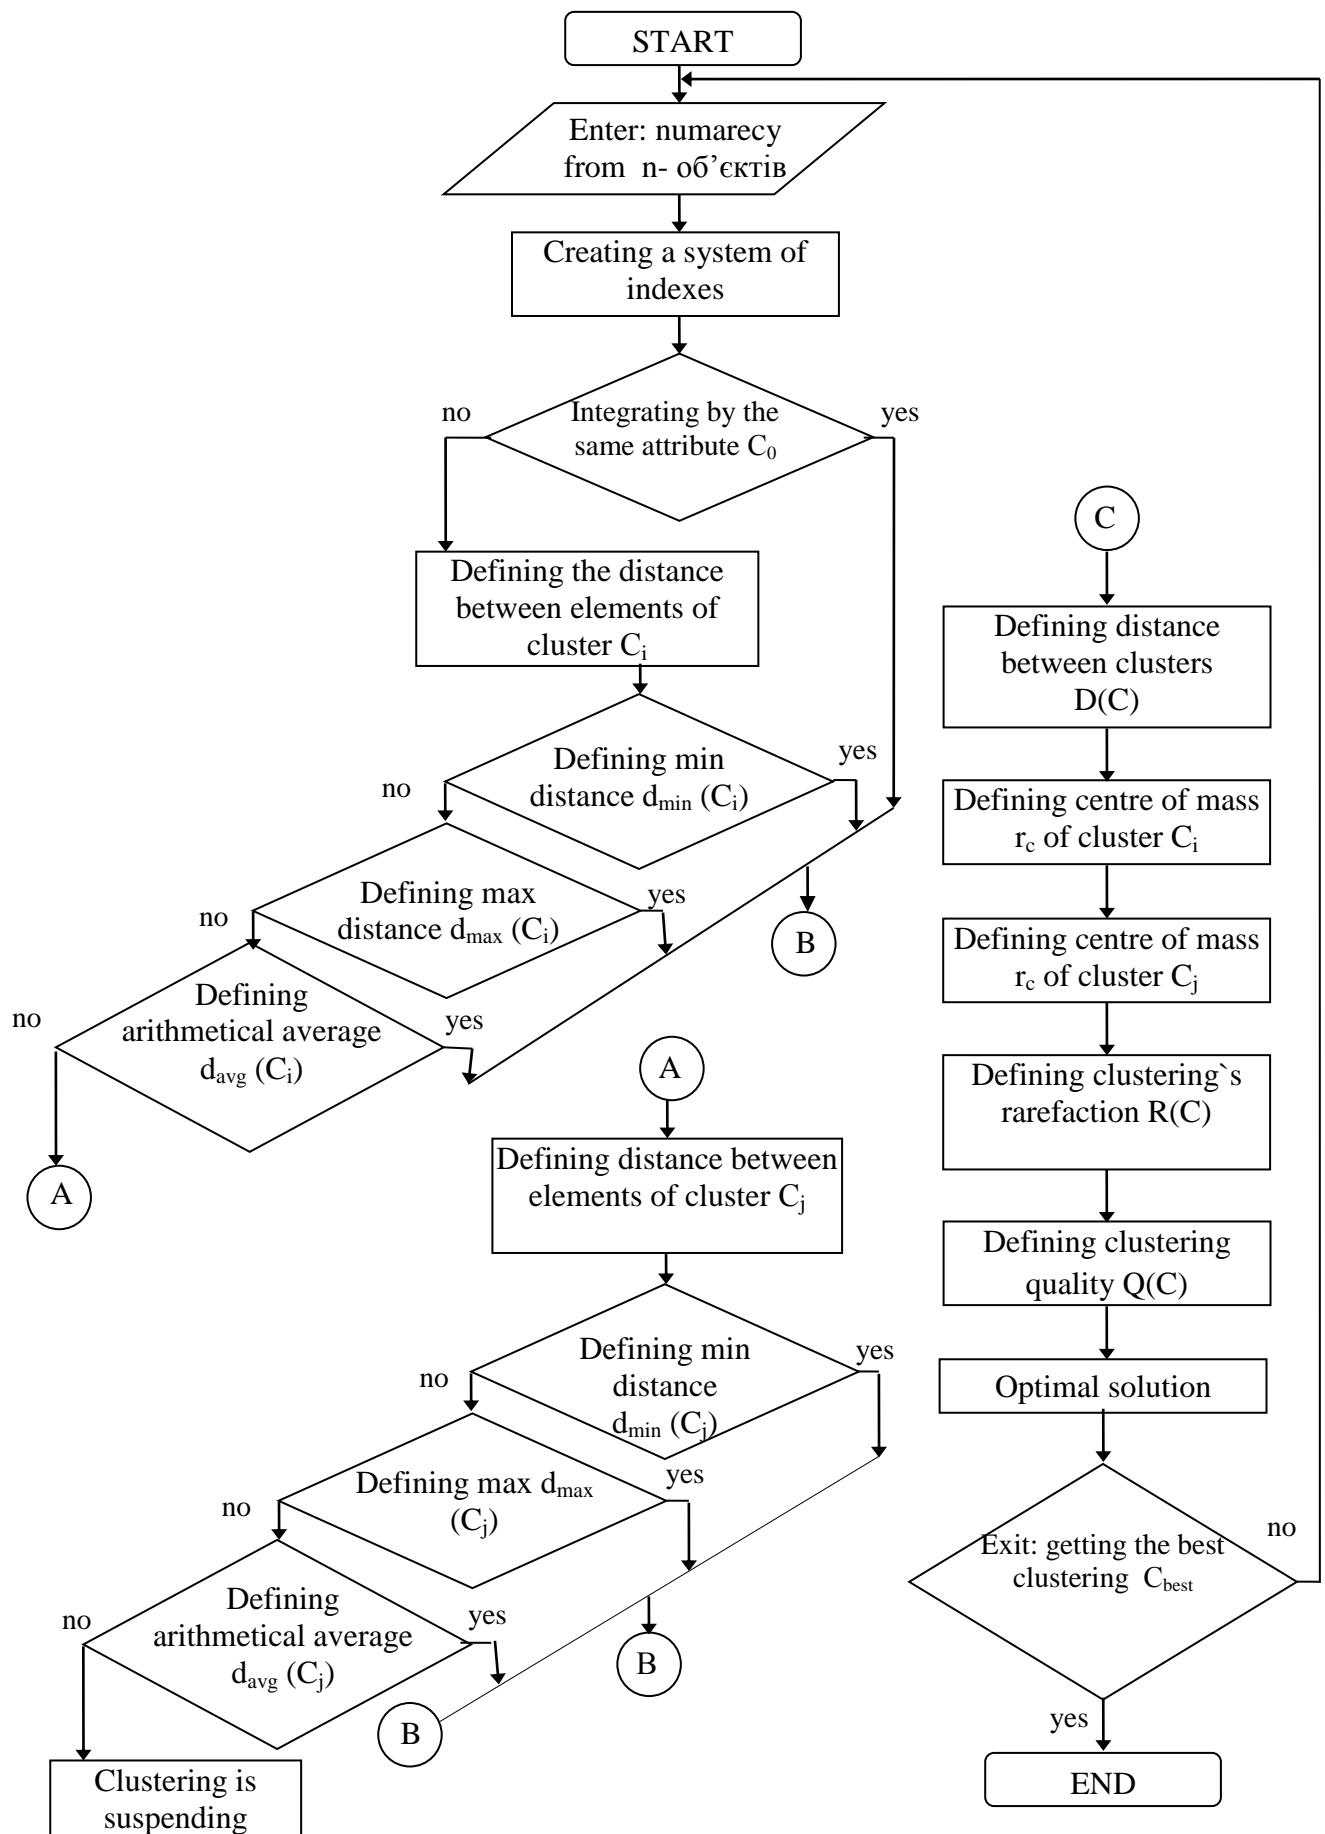 START
Enter: numarecy
from n- об’єктів
Creating a system of
indexes
no
Integrating by the
same attribute C₀
yes
Defining the distance
between elements of
cluster Cᵢ
Defining min
distance dmin (Cᵢ)
yes
no
Defining max
distance dmax (Cᵢ)
yes
no
Defining
arithmetical average
davg (Cᵢ)
yes
no
A
B
A
Defining distance between
elements of cluster Cⱼ
Defining min
distance
dmin (Cⱼ)
yes
no
Defining max dmax
(Cⱼ)
yes
no
Defining
arithmetical average
davg (Cⱼ)
yes
no
B
B
Clustering is
suspending
C
Defining distance
between clusters
D(C)
Defining centre of mass
rc of cluster Cᵢ
Defining centre of mass
rc of cluster Cⱼ
Defining clustering`s
rarefaction R(C)
Defining clustering
quality Q(C)
Optimal solution
Exit: getting the best
clustering Cbest
no
yes
END